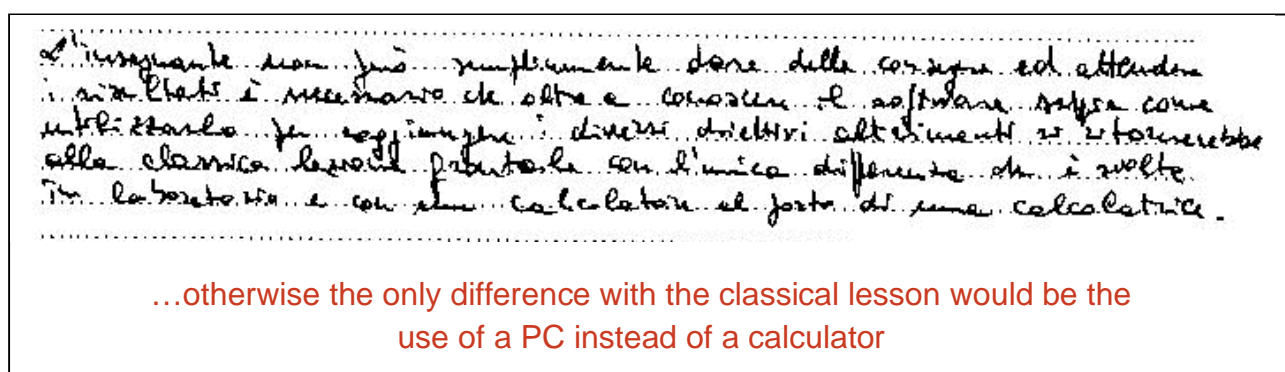 L'insegnante non può semplicemente dare delle consegne ed attendere
i risultati è necessario che oltre a conoscere il software sappia come
utilizzarlo per raggiungere i diversi obiettivi altrimenti si ritornerebbe
alla classica lezione frontale con l'unica differenza che è svolta
in laboratorio e con un calcolatore al posto di una calcolatrice.
…otherwise the only difference with the classical lesson would be the
use of a PC instead of a calculator